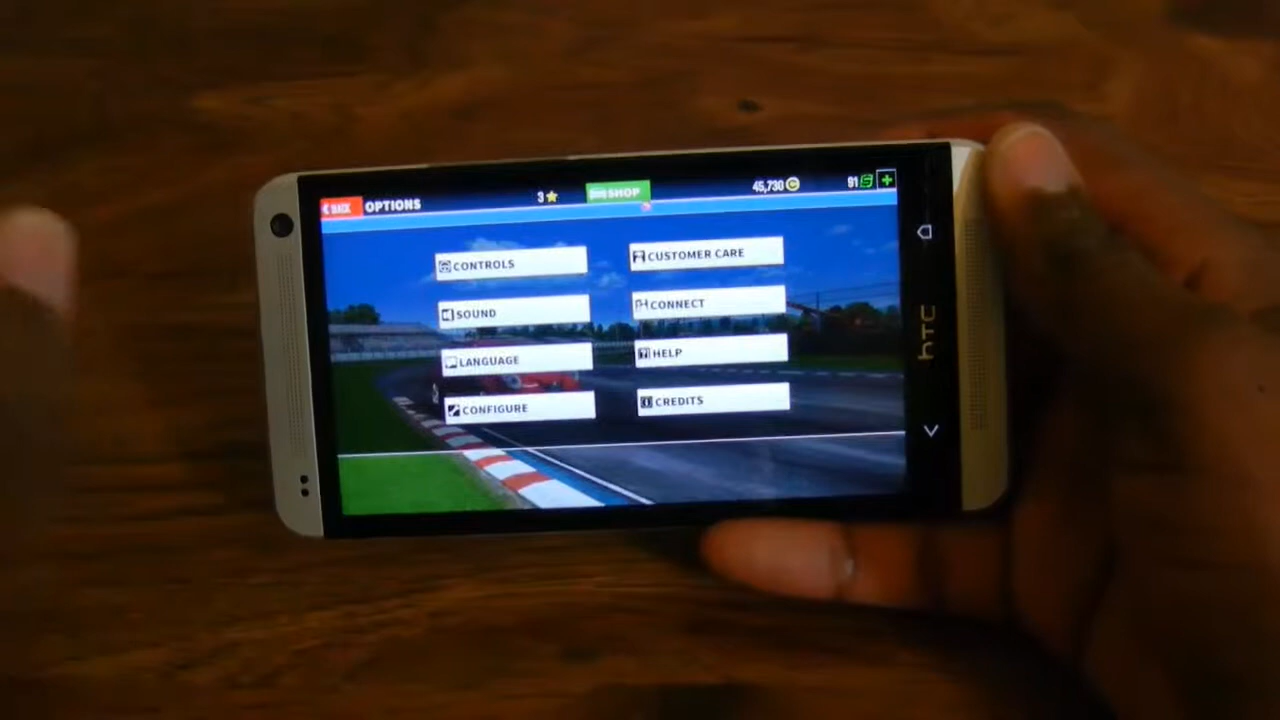 BACK OPTIONS 3 SHOP 45,730 91
CONTROLS CUSTOMER CARE
SOUND CONNECT
LANGUAGE HELP
CONFIGURE CREDITS
hTC